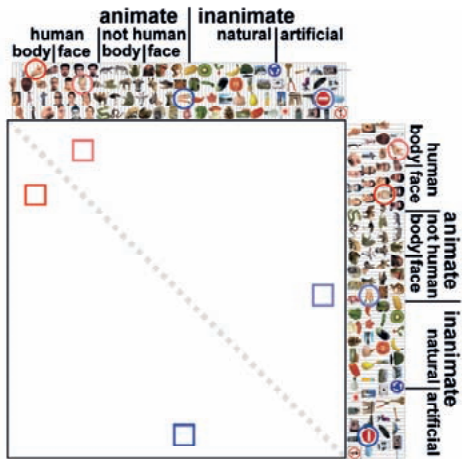 animate inanimate
human not human natural artificial
body face body face
human
body face
animate
not human
body face
inanimate
natural artificial